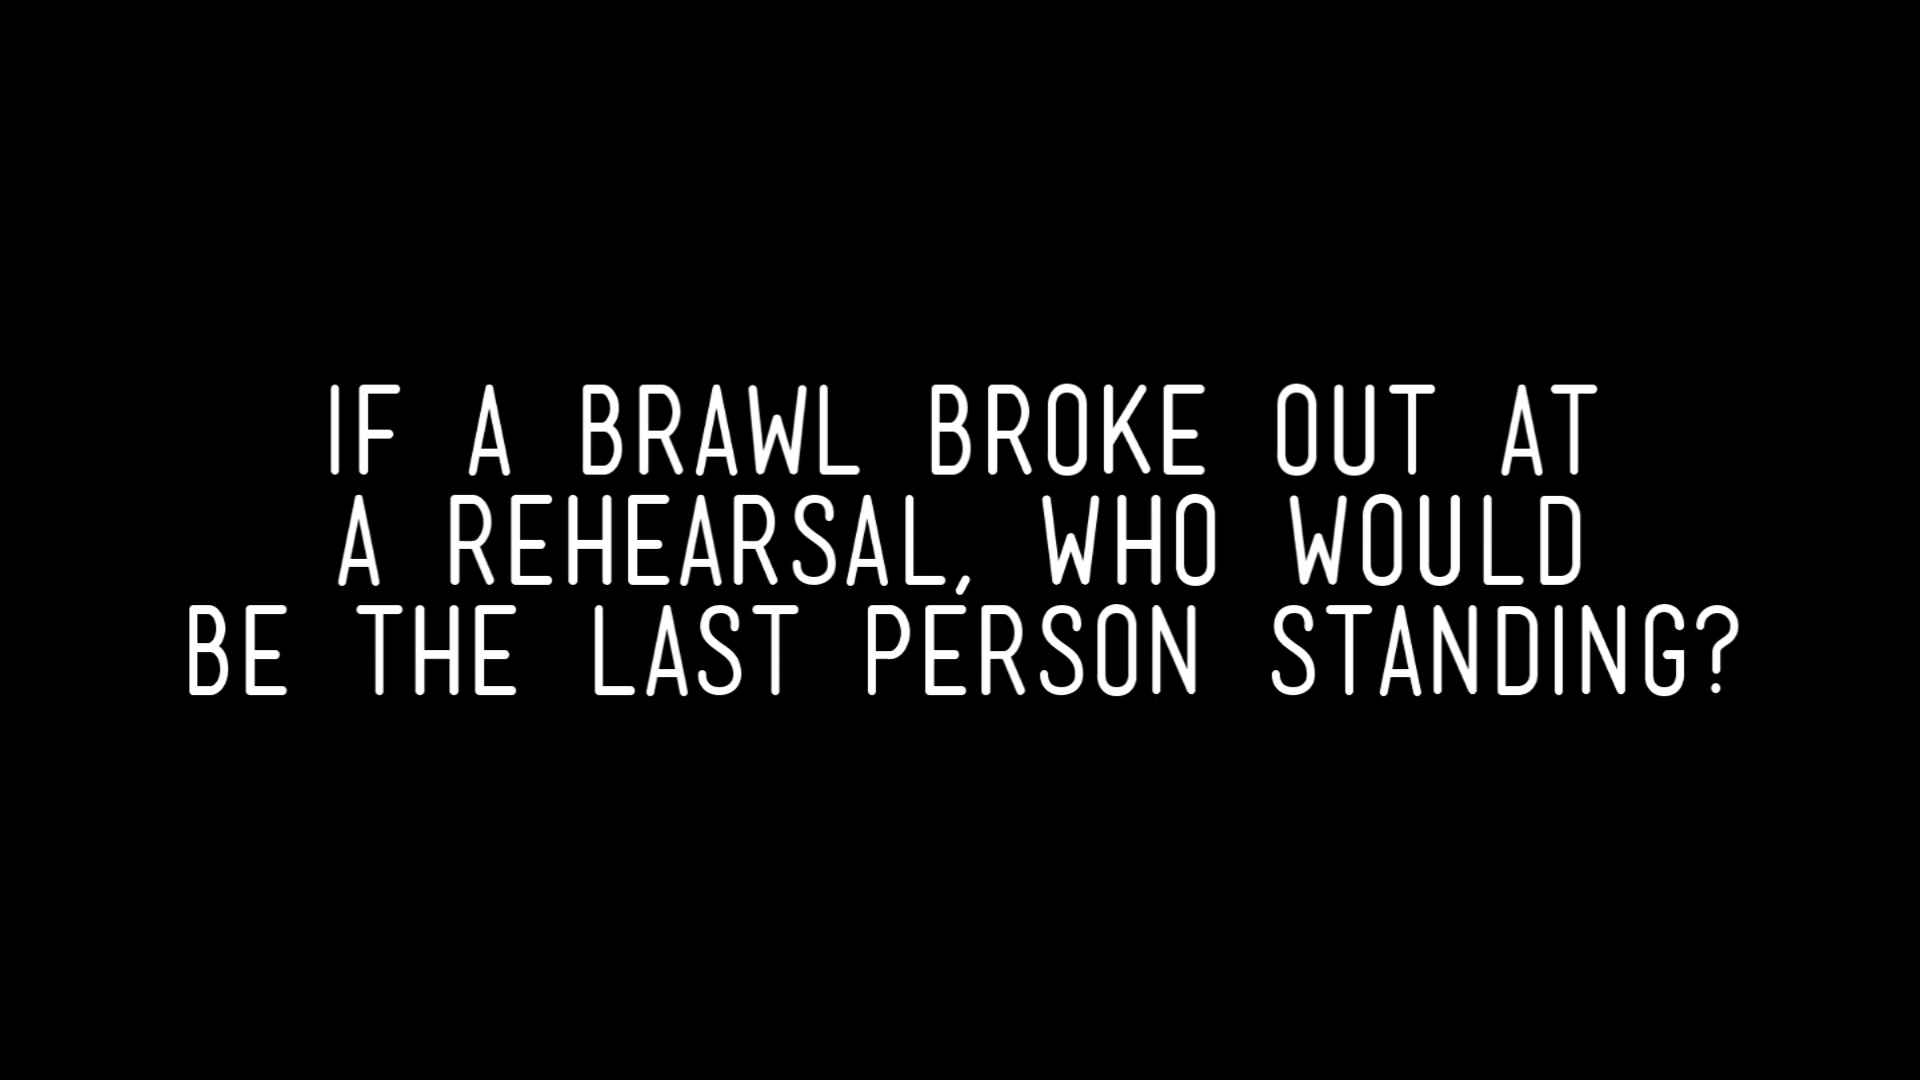 IF A BRAWL BROKE OUT AT
A REHEARSAL, WHO WOULD
BE THE LAST PERSON STANDING?